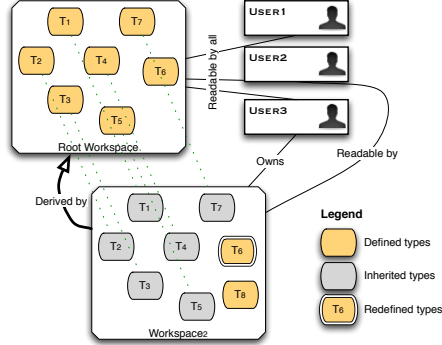 T1
T7
T2
T4
T6
T3
T5
Root Workspace
USER1
USER2
USER3
Readable by all
Owns
Readable by
Derived by
T1
T7
T2
T4
T6
T3
T8
T5
Workspace2
Legend
Defined types
Inherited types
T6 Redefined types